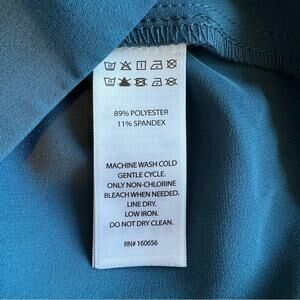 89% POLYESTER
11% SPANDEX
MACHINE WASH COLD
GENTLE CYCLE.
ONLY NON-CHLORINE
BLEACH WHEN NEEDED.
LINE DRY.
LOW IRON.
DO NOT DRY CLEAN.
RN# 160656